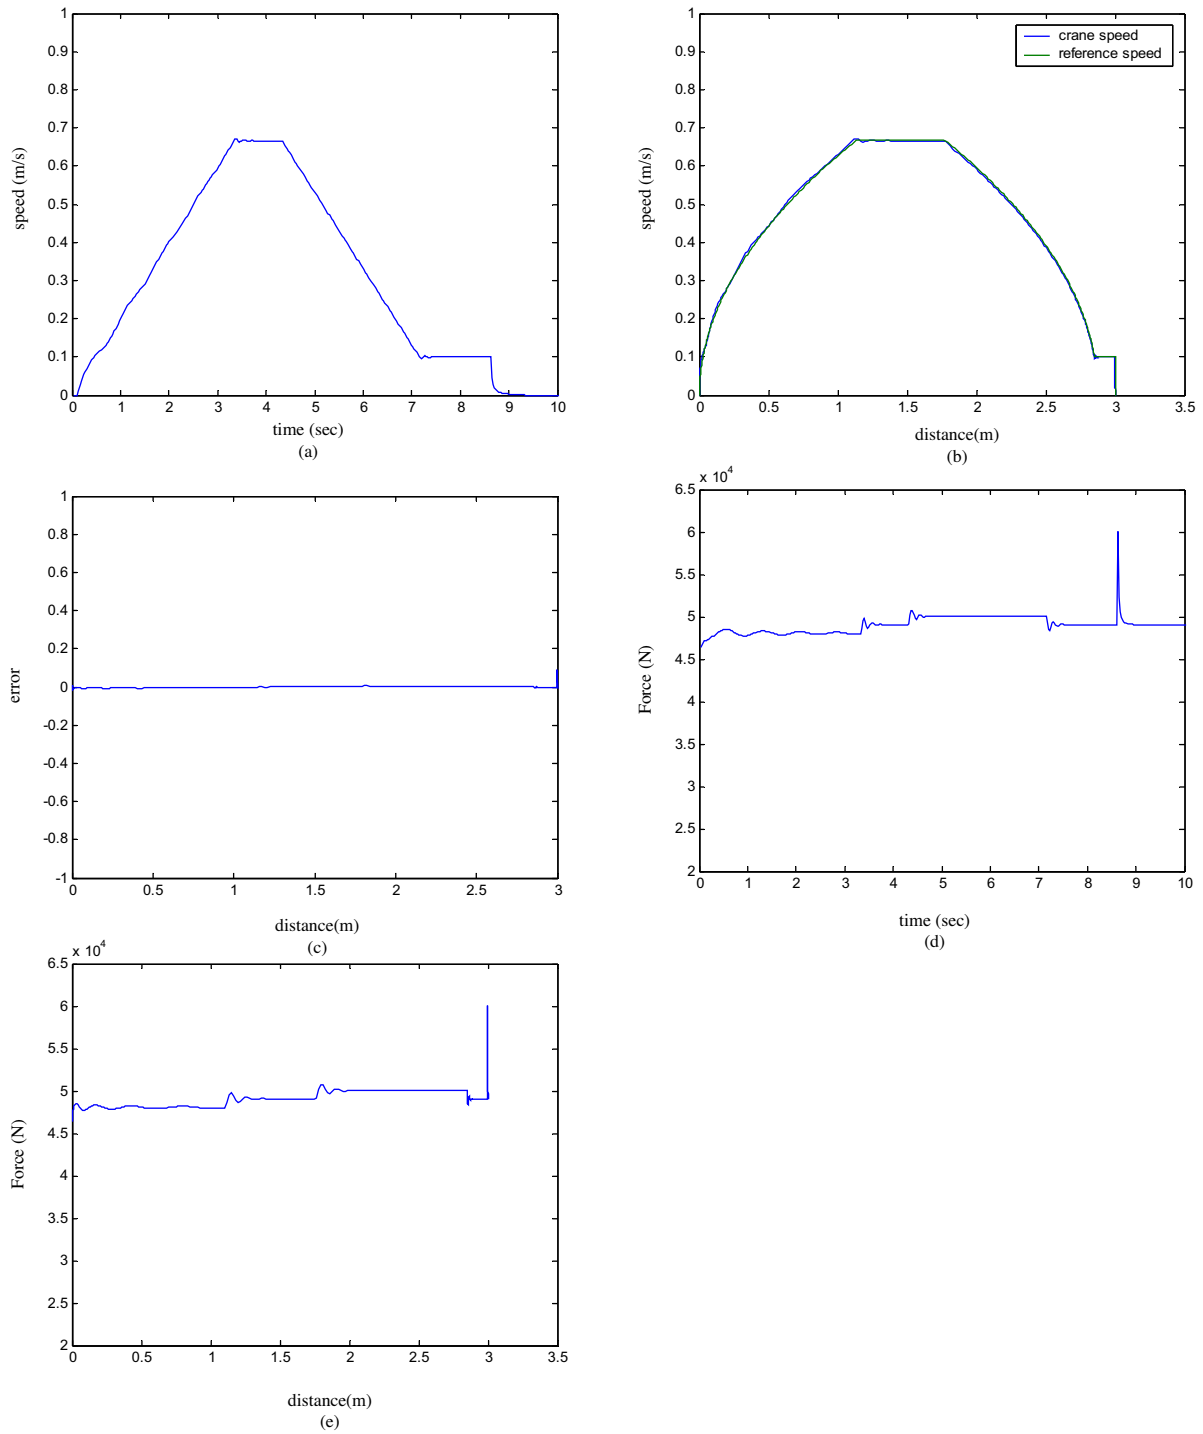 1
0.9
0.8
0.7
0.6
0.5
0.4
0.3
0.2
0.1
0
speed (m/s)
0 1 2 3 4 5 6 7 8 9 10
time (sec)
(a)
1
0.9
0.8
0.7
0.6
0.5
0.4
0.3
0.2
0.1
0
speed (m/s)
crane speed
reference speed
0 0.5 1 1.5 2 2.5 3 3.5
distance(m)
(b)
1
0.8
0.6
0.4
0.2
0
-0.2
-0.4
-0.6
-0.8
-1
error
0 0.5 1 1.5 2 2.5 3
distance(m)
(c)
x 10^4
6.5
6
5.5
5
4.5
4
3.5
3
2.5
2
Force (N)
0 1 2 3 4 5 6 7 8 9 10
time (sec)
(d)
x 10^4
6.5
6
5.5
5
4.5
4
3.5
3
2.5
2
Force (N)
0 0.5 1 1.5 2 2.5 3 3.5
distance(m)
(e)